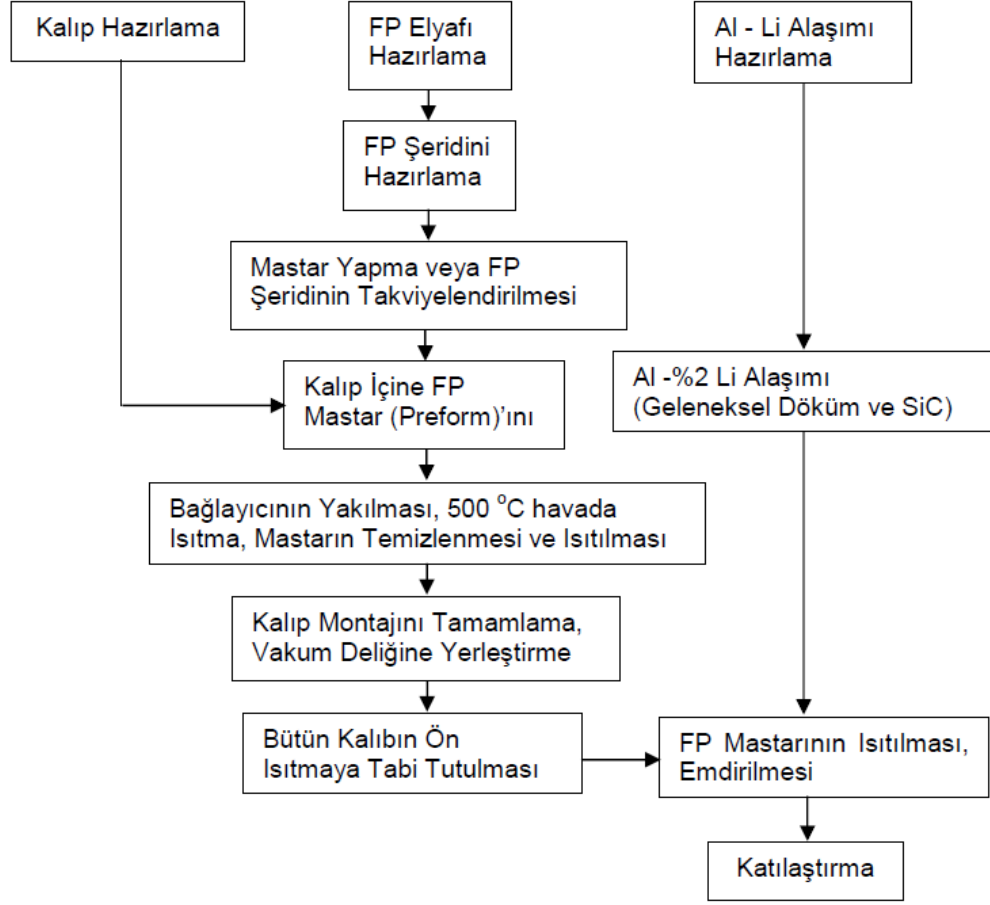 Kalıp Hazırlama
FP Elyafı
Hazırlama
Al - Li Alaşımı
Hazırlama
FP Şeridini
Hazırlama
Mastar Yapma veya FP
Şeridinin Takviyelendirilmesi
Kalıp İçine FP
Mastar (Preform)'ını
Al -%2 Li Alaşımı
(Geleneksel Döküm ve SiC)
Bağlayıcının Yakılması, 500 °C havada
Isıtma, Mastarın Temizlenmesi ve Isıtılması
Kalıp Montajını Tamamlama,
Vakum Deliğine Yerleştirme
Bütün Kalıbın Ön
Isıtmaya Tabi Tutulması
FP Mastarının Isıtılması,
Emdirilmesi
Katılaştırma